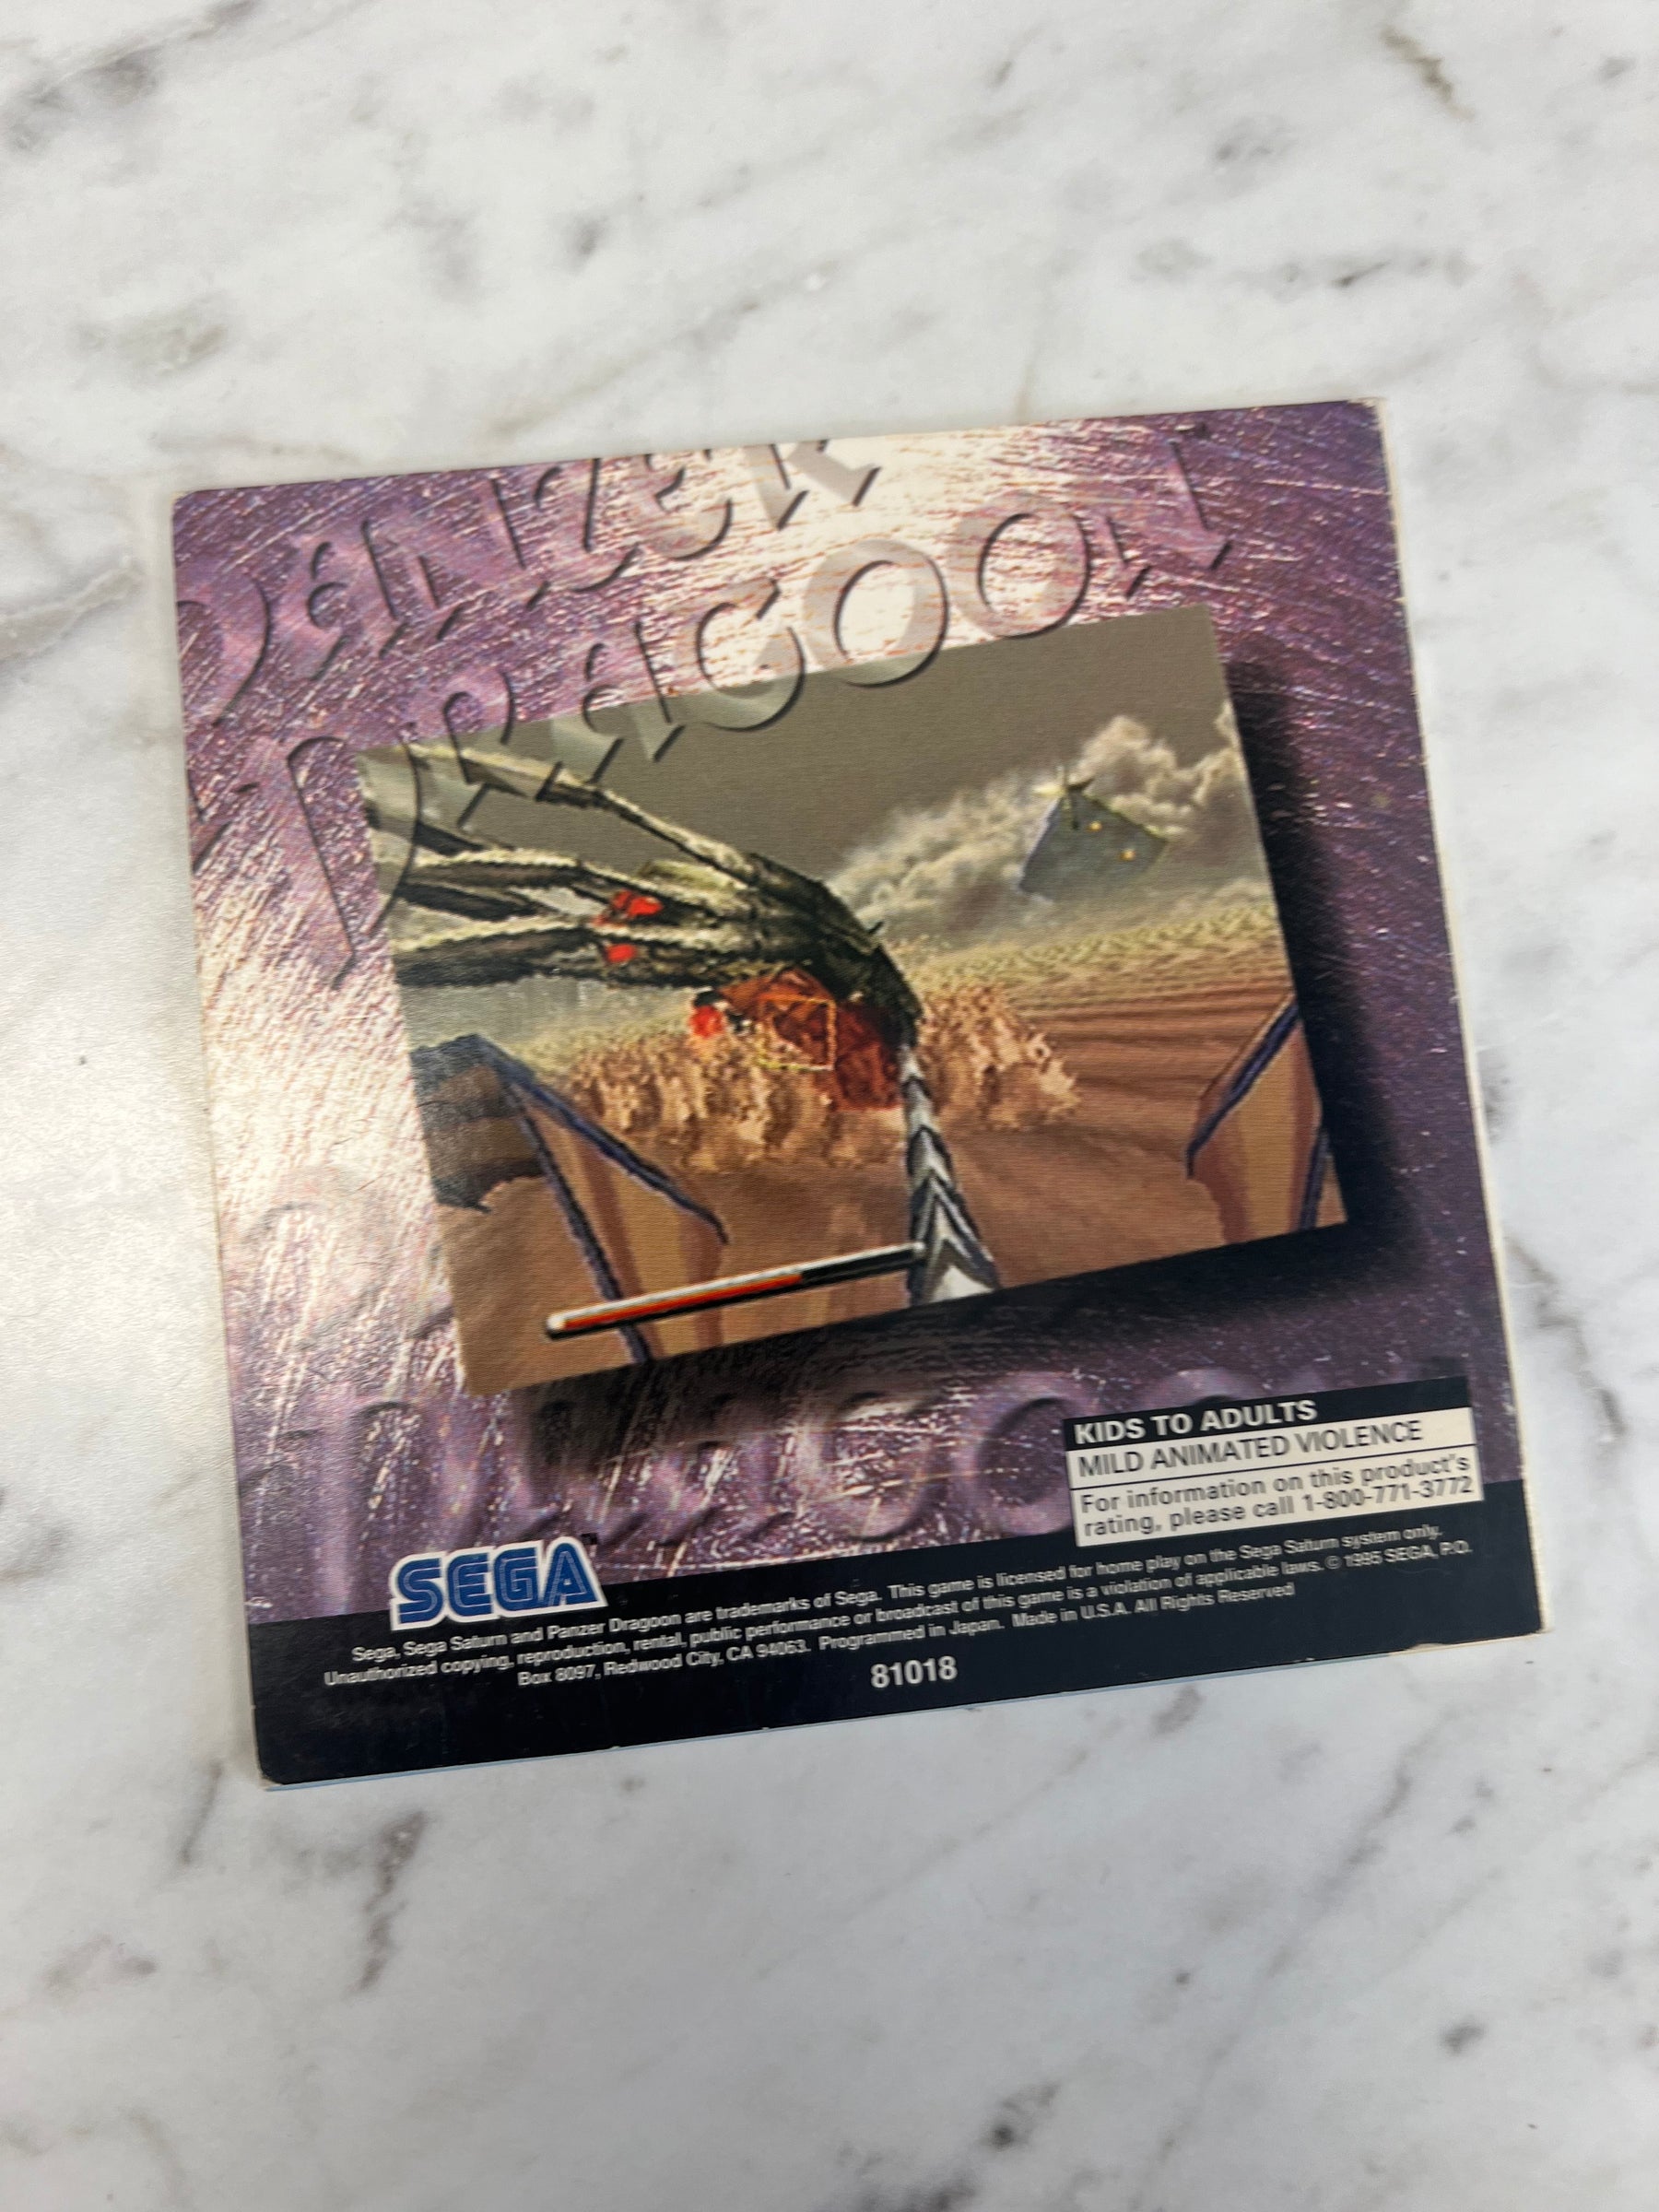 PANZER
DRAGOON
KIDS TO ADULTS
MILD ANIMATED VIOLENCE
For information on this product's
rating, please call 1-800-771-3772
SEGA™
Sega, Sega Saturn and Panzer Dragoon are trademarks of Sega. This game is licensed for home play on the Sega Saturn system only.
Unauthorized copying, reproduction, rental, public performance or broadcast of this game is a violation of applicable laws. © 1995 SEGA, P.O.
Box 8097, Redwood City, CA 94063. Programmed in Japan. Made in U.S.A. All Rights Reserved
81018